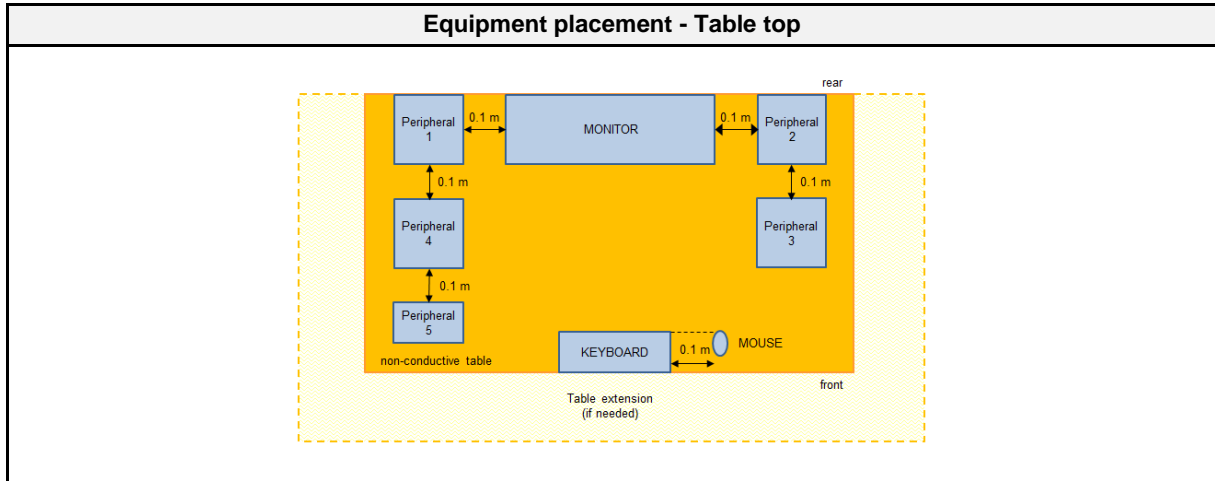 Equipment placement - Table top
rear
Peripheral
1
0.1 m
MONITOR
0.1 m
Peripheral
2
0.1 m
0.1 m
Peripheral
4
Peripheral
3
0.1 m
Peripheral
5
KEYBOARD
0.1 m
MOUSE
non-conductive table
front
Table extension
(if needed)